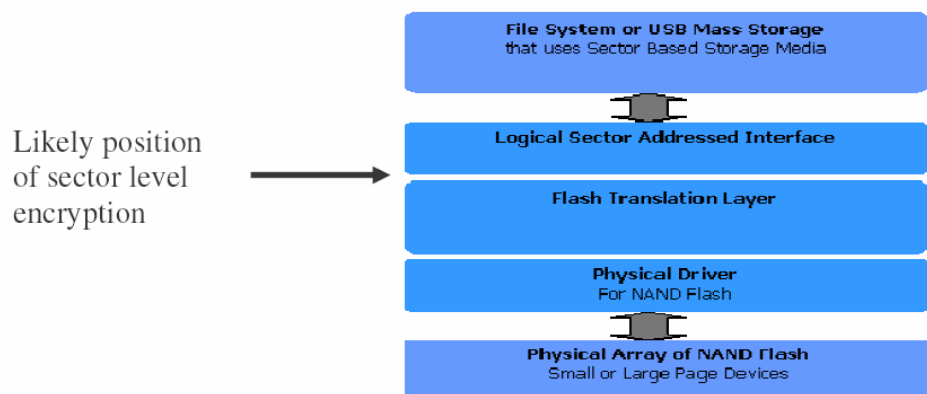 File System or USB Mass Storage
that uses Sector Based Storage Media
Likely position
of sector level
encryption
Logical Sector Addressed Interface
Flash Translation Layer
Physical Driver
For NAND Flash
Physical Array of NAND Flash
Small or Large Page Devices